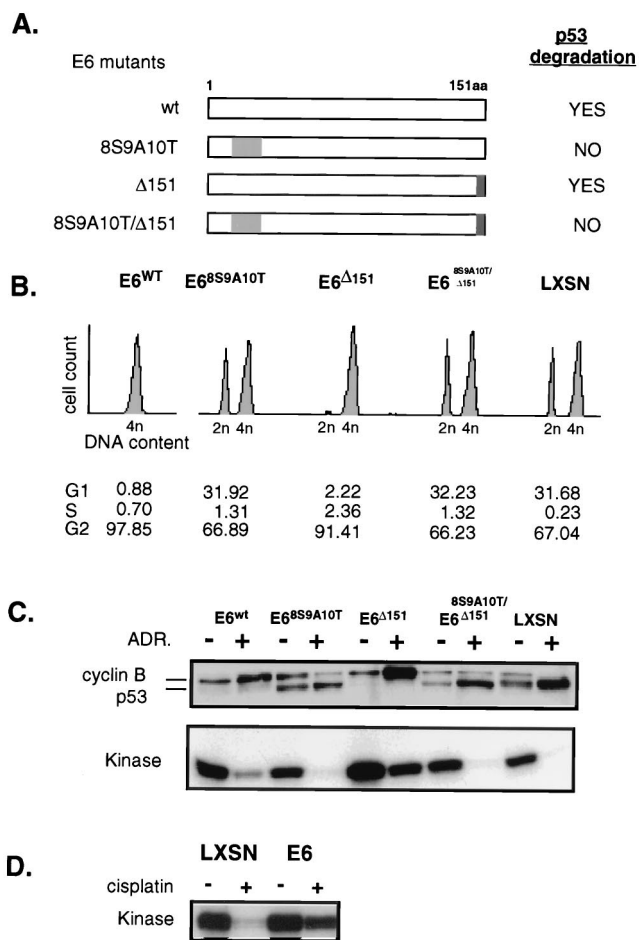 A.
p53
degradation
E6 mutants
1 151aa
wt YES
8S9A10T NO
Δ151 YES
8S9A10T/Δ151 NO
B.
E6WT E68S9A10T E6Δ151 E6 8S9A10T/Δ151 LXSN
cell count
4n 2n 4n 2n 4n 2n 4n 2n 4n
DNA content
G1 0.88 31.92 2.22 32.23 31.68
S 0.70 1.31 2.36 1.32 0.23
G2 97.85 66.89 91.41 66.23 67.04
C.
E6wt E68S9A10T E6Δ151 E68S9A10T/Δ151 LXSN
ADR. - + - + - + - + - +
cyclin B
p53
Kinase
D.
LXSN E6
cisplatin - + - +
Kinase